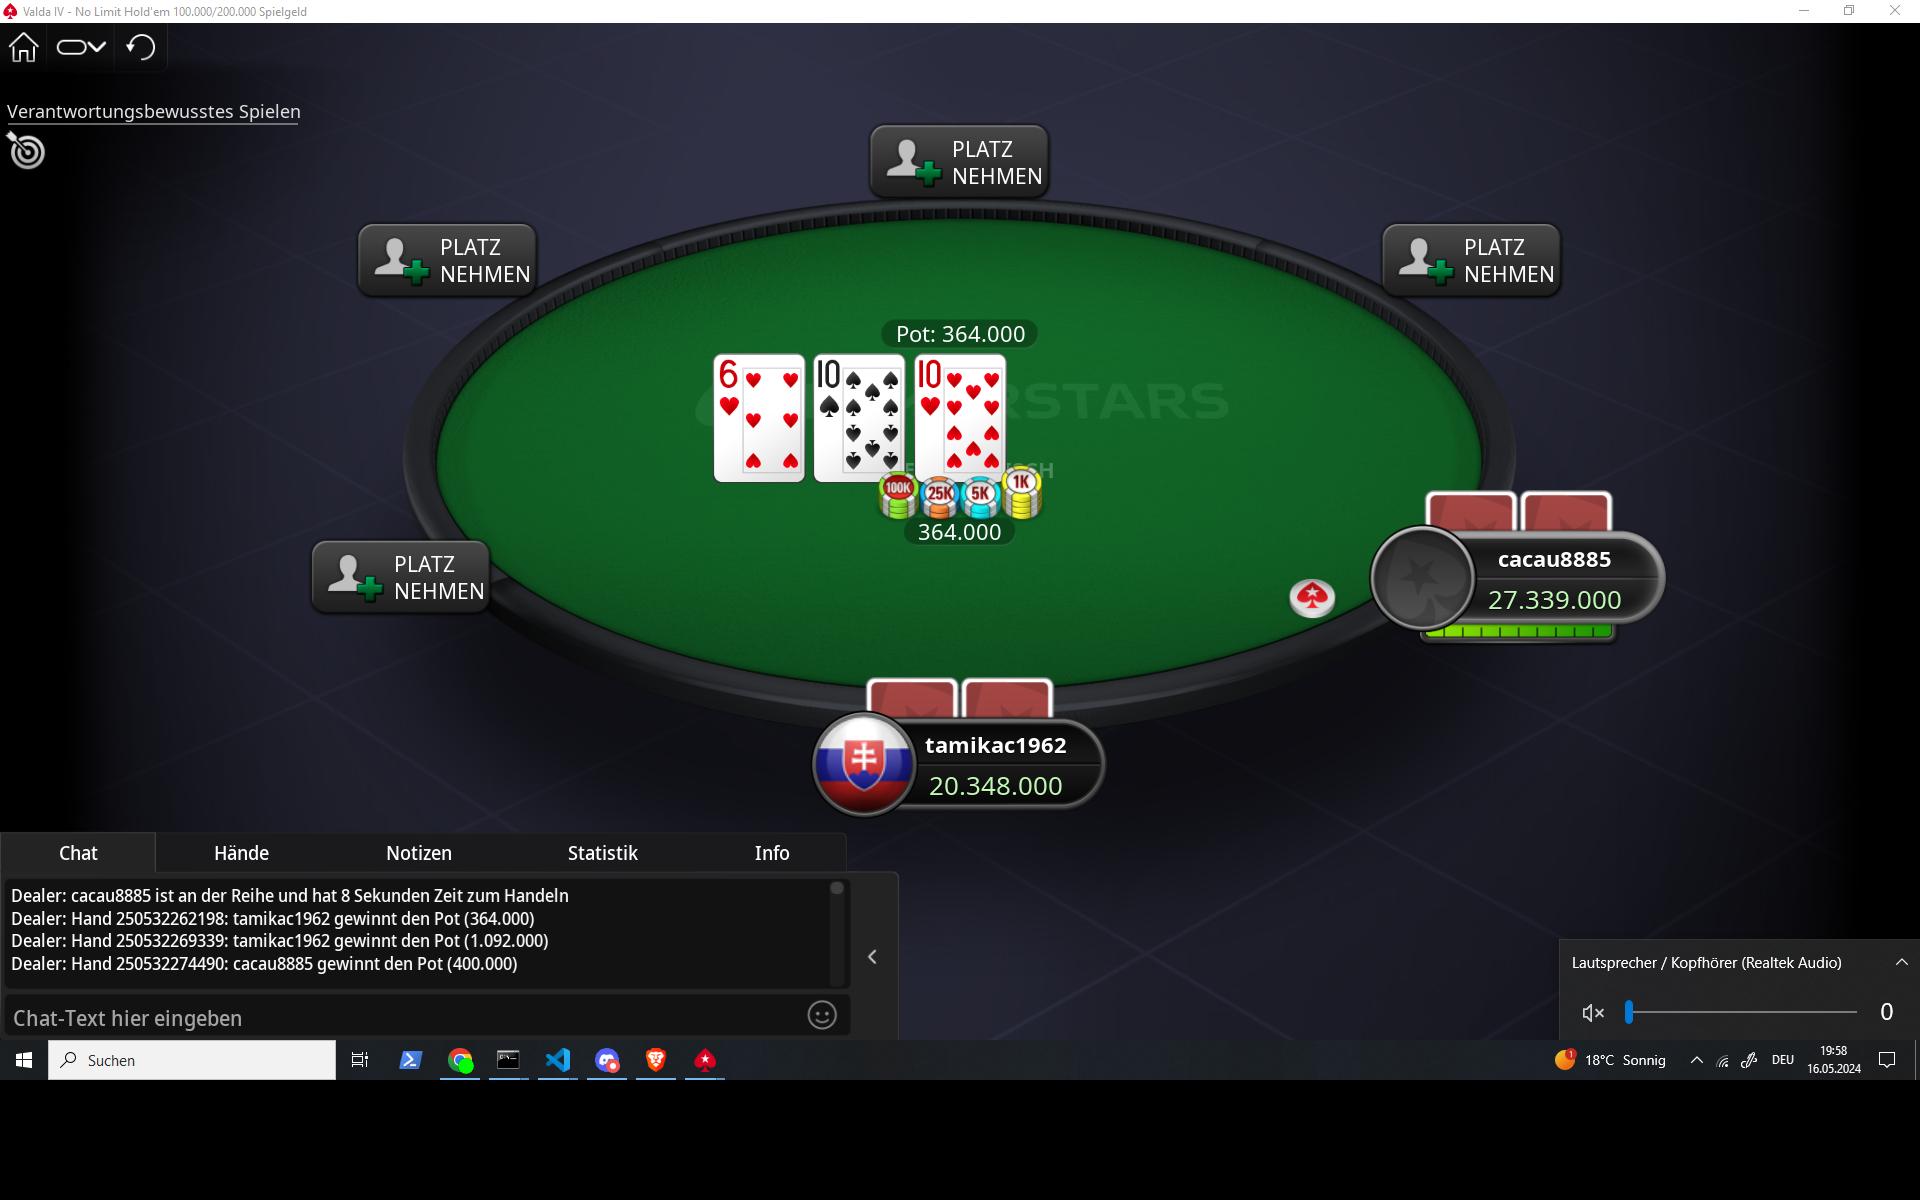 Valda IV - No Limit Hold'em 100.000/200.000 Spielgeld
Verantwortungsbewusstes Spielen
PLATZ
NEHMEN
PLATZ
NEHMEN
PLATZ
NEHMEN
Pot: 364.000
6
10
10
RSTARS
100K
25K
5K
1K
364.000
cacau8885
27.339.000
PLATZ
NEHMEN
tamikac1962
20.348.000
Chat
Hände
Notizen
Statistik
Info
Dealer: cacau8885 ist an der Reihe und hat 8 Sekunden Zeit zum Handeln
Dealer: Hand 250532262198: tamikac1962 gewinnt den Pot (364.000)
Dealer: Hand 250532269339: tamikac1962 gewinnt den Pot (1.092.000)
Dealer: Hand 250532274490: cacau8885 gewinnt den Pot (400.000)
Chat-Text hier eingeben
Lautsprecher / Kopfhörer (Realtek Audio)
0
Suchen
1
18°C Sonnig
DEU
19:58
16.05.2024